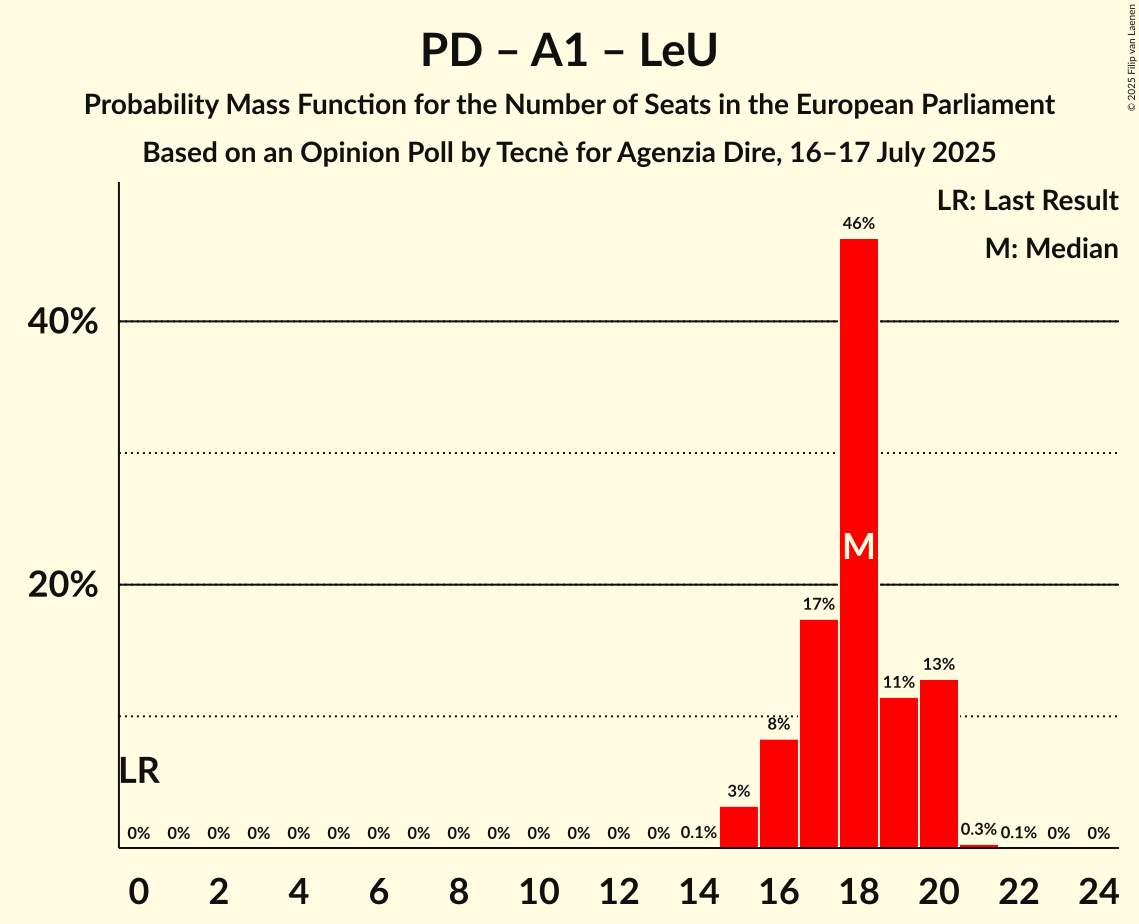 PD – A1 – LeU
Probability Mass Function for the Number of Seats in the European Parliament
Based on an Opinion Poll by Tecnè for Agenzia Dire, 16–17 July 2025
© 2025 Filip van Laenen
LR: Last Result
M: Median
46%
40%
M
20%
17%
13%
11%
8%
LR
3%
0% 0% 0% 0% 0% 0% 0% 0% 0% 0% 0% 0% 0% 0% 0.1% 0.3% 0.1% 0% 0%
0 2 4 6 8 10 12 14 16 18 20 22 24